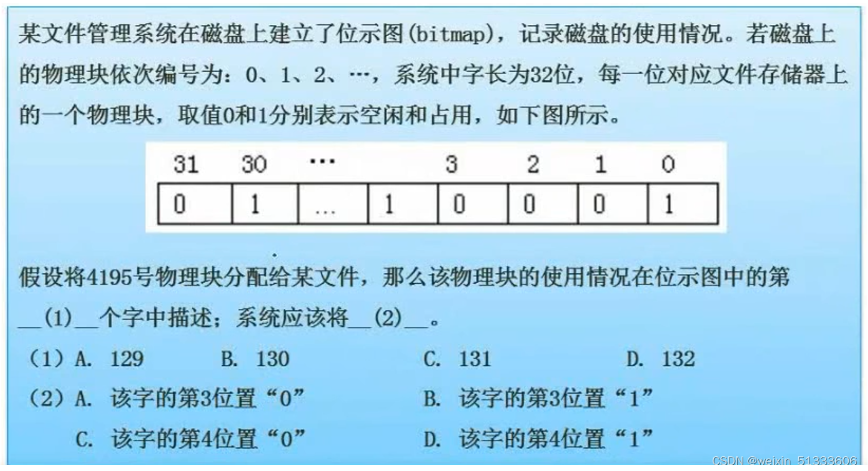 某文件管理系统在磁盘上建立了位示图(bitmap)，记录磁盘的使用情况。若磁盘上
的物理块依次编号为：0、1、2、…，系统中字长为32位，每一位对应文件存储器上
的一个物理块，取值0和1分别表示空闲和占用，如下图所示。
31 30 … 3 2 1 0
0 1 … 1 0 0 0 1
假设将4195号物理块分配给某文件，那么该物理块的使用情况在位示图中的第
__(1)__个字中描述；系统应该将__(2)__。
（1）A. 129 B. 130 C. 131 D. 132
（2）A. 该字的第3位置“0” B. 该字的第3位置“1”
C. 该字的第4位置“0” D. 该字的第4位置“1”
CSDN @weixin_51333606